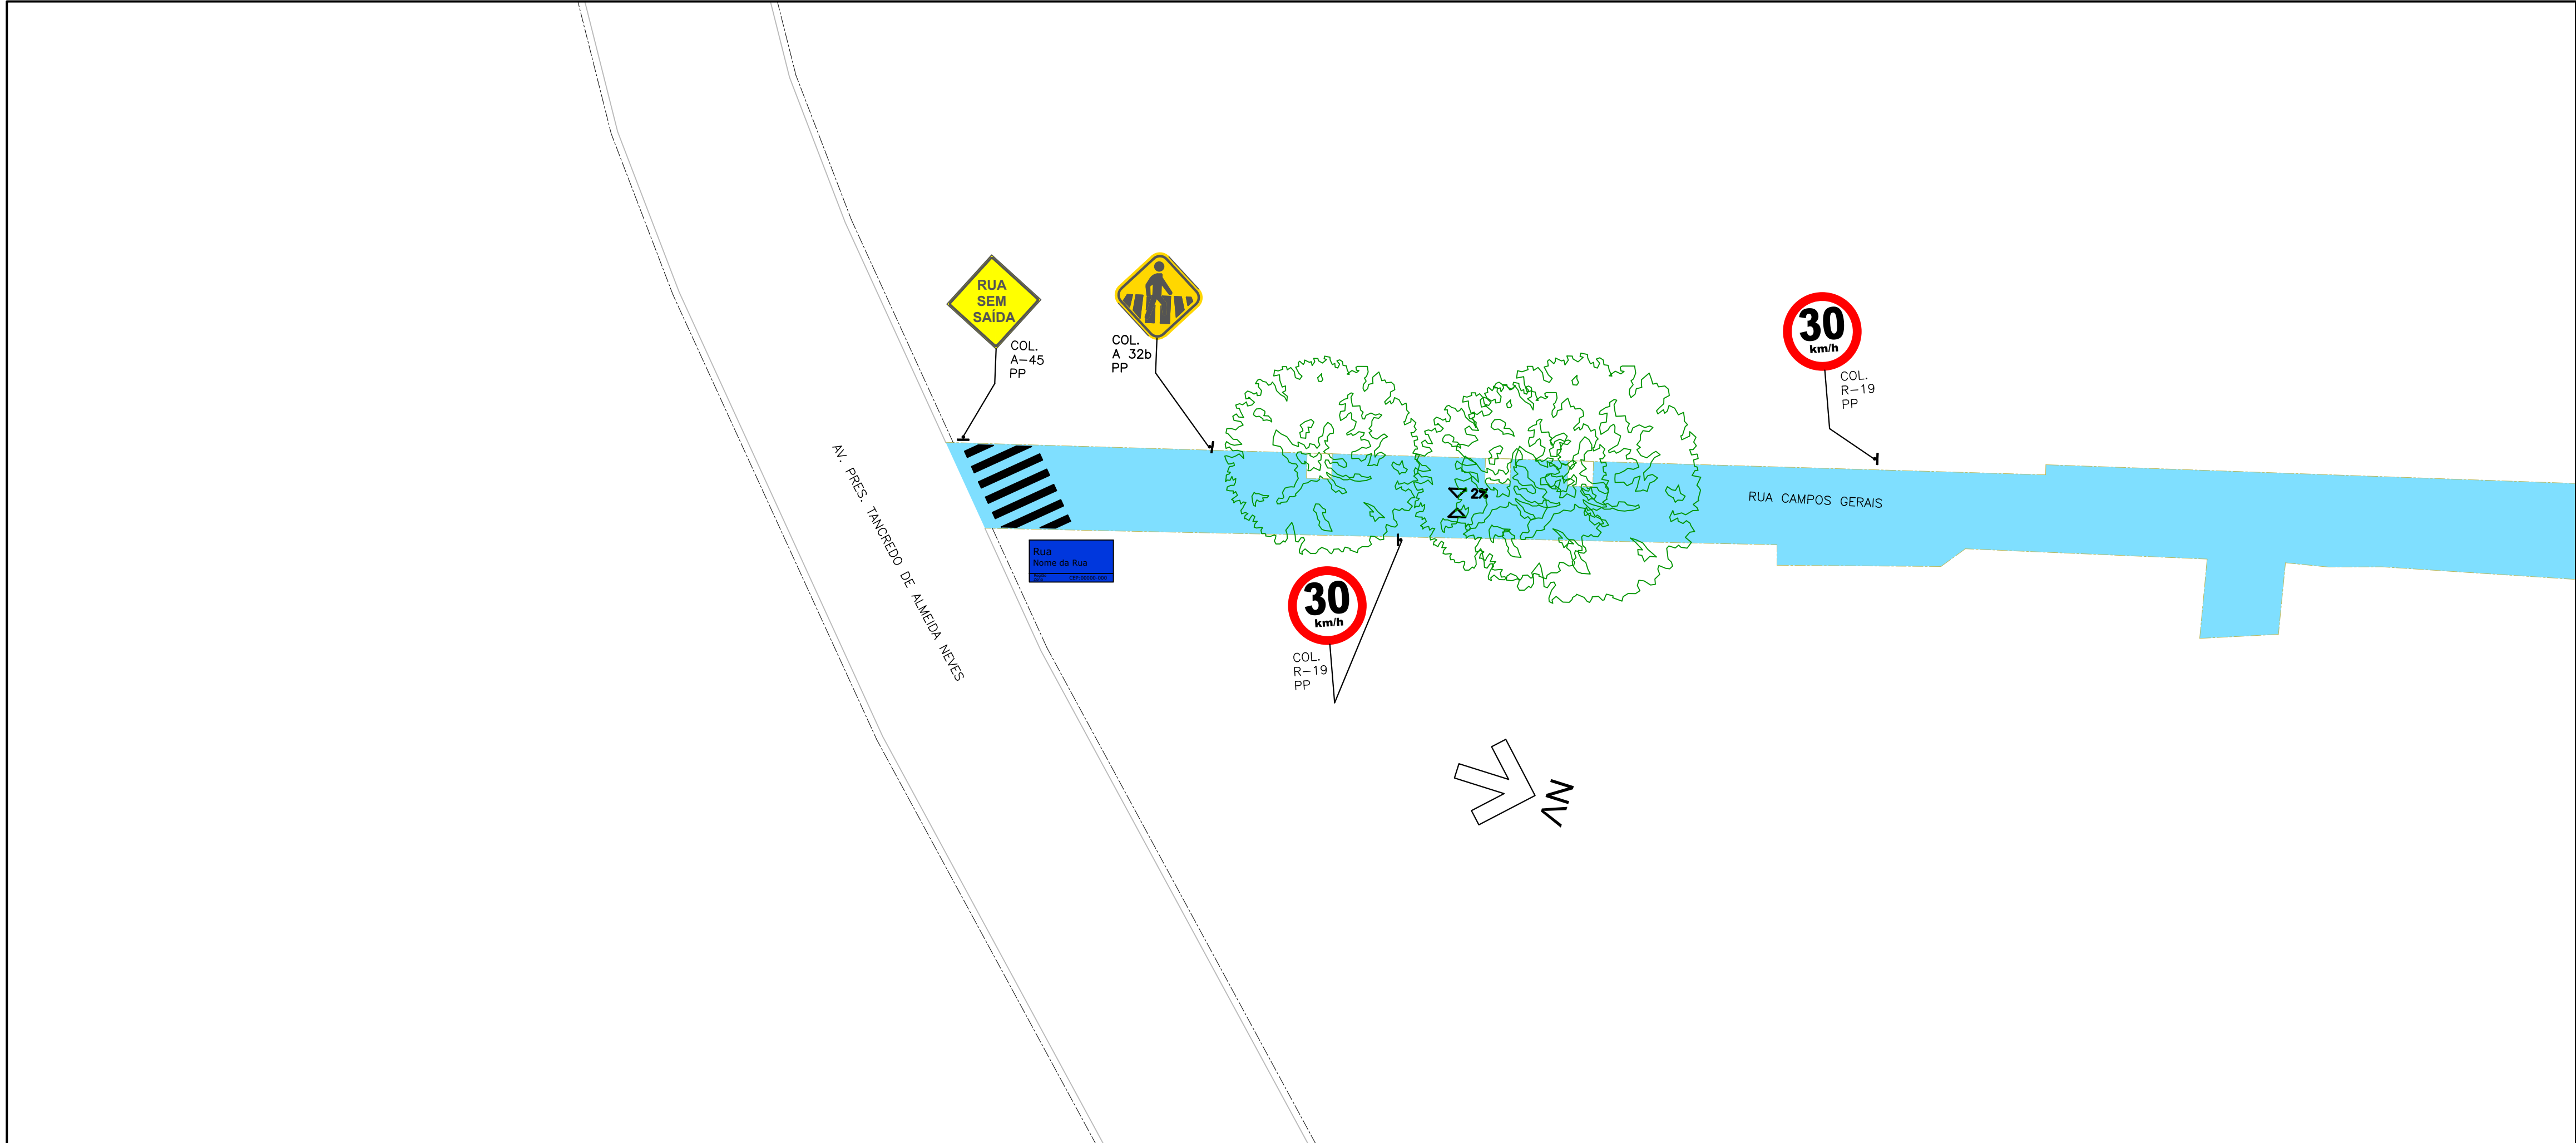 RUA
SEM
SAÍDA
COL.
A-45
PP
COL.
A 32b
PP
30
km/h
COL.
R-19
PP
AV. PRES. TANCREDO DE ALMEIDA NEVES
2%
RUA CAMPOS GERAIS
Rua
Nome da Rua
30
km/h
COL.
R-19
PP
NV